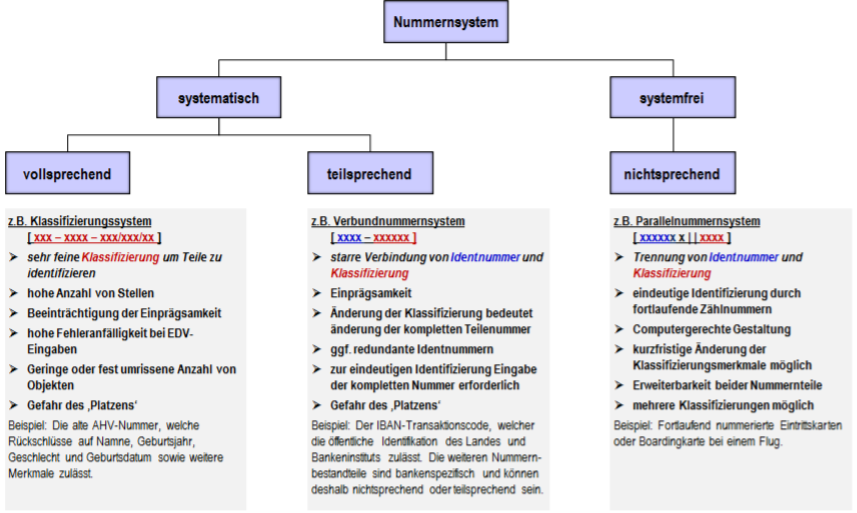 Nummernsystem
systematisch
systemfrei
vollsprechend
teilsprechend
nichtsprechend
z.B. Klassifizierungssystem
[ xxx – xxxx – xxx/xxx/xx ]
➤ sehr feine Klassifizierung um Teile zu
identifizieren
➤ hohe Anzahl von Stellen
➤ Beeinträchtigung der Einprägsamkeit
➤ hohe Fehleranfälligkeit bei EDV-
Eingaben
➤ Geringe oder fest umrissene Anzahl von
Objekten
➤ Gefahr des ‚Platzens‘
Beispiel: Die alte AHV-Nummer, welche
Rückschlüsse auf Namne, Geburtsjahr,
Geschlecht und Geburtsdatum sowie weitere
Merkmale zulässt.
z.B. Verbundnummernsystem
[ xxxx – xxxxxx ]
➤ starre Verbindung von Identnummer und
Klassifizierung
➤ Einprägsamkeit
➤ Änderung der Klassifizierung bedeutet
änderung der kompletten Teilenummer
➤ ggf. redundante Identnummern
➤ zur eindeutigen Identifizierung Eingabe
der kompletten Nummer erforderlich
➤ Gefahr des ‚Platzens‘
Beispiel: Der IBAN-Transaktionscode, welcher
die öffentliche Identifikation des Landes und
Bankeninstituts zulässt. Die weiteren Nummern-
bestandteile sind bankenspezifisch und können
deshalb nichtsprechend oder teilsprechend sein.
z.B. Parallelnummernsystem
[ xxxxxx x | | xxxx ]
➤ Trennung von Identnummer und
Klassifizierung
➤ eindeutige Identifizierung durch
fortlaufende Zählnummern
➤ Computergerechte Gestaltung
➤ kurzfristige Änderung der
Klassifizierungsmerkmale möglich
➤ Erweiterbarkeit beider Nummernteile
➤ mehrere Klassifizierungen möglich
Beispiel: Fortlaufend nummerierte Eintrittskarten
oder Boardingkarte bei einem Flug.